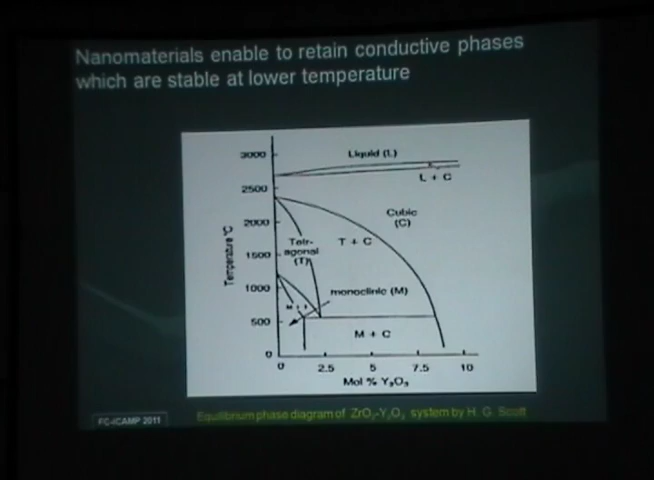 Nanomaterials enable to retain conductive phases
which are stable at lower temperature
3000
Liquid (L)
L + C
2500
Cubic
(C)
2000
Tetr-
agonal
(T)
T + C
Temperature °C
1500
1000
monoclinic (M)
500
M + C
0
0 2.5 5 7.5 10
Mol % Y₂O₃
Equilibrium phase diagram of ZrO₂-Y₂O₃ system by H. G. Scott
FC-iCAMP 2011